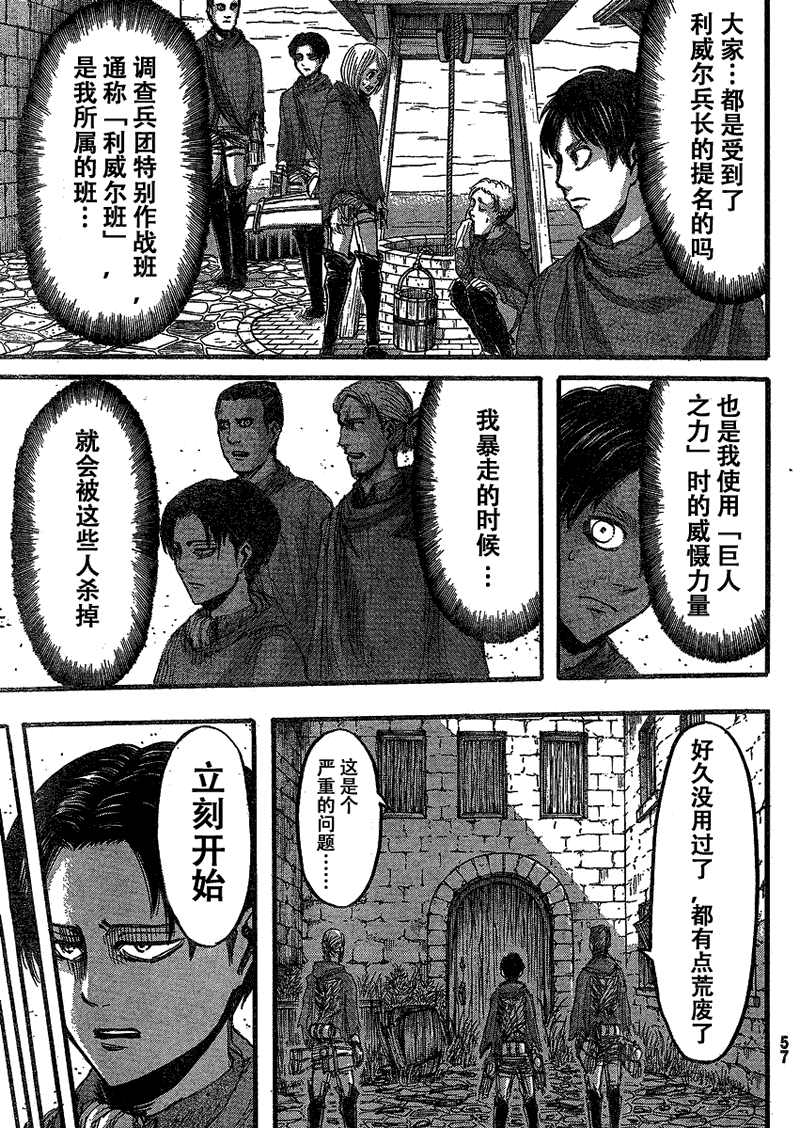 大家…都是受到了
利威尔兵长的提名的吗
调查兵团特别作战班，
通称「利威尔班」，
是我所属的班…
也是我使用「巨人
之力」时的威慑力量
我暴走的时候…
就会被这些人杀掉
好久没用过了，都有点荒废了
这是个
严重的问题……
立刻开始
57